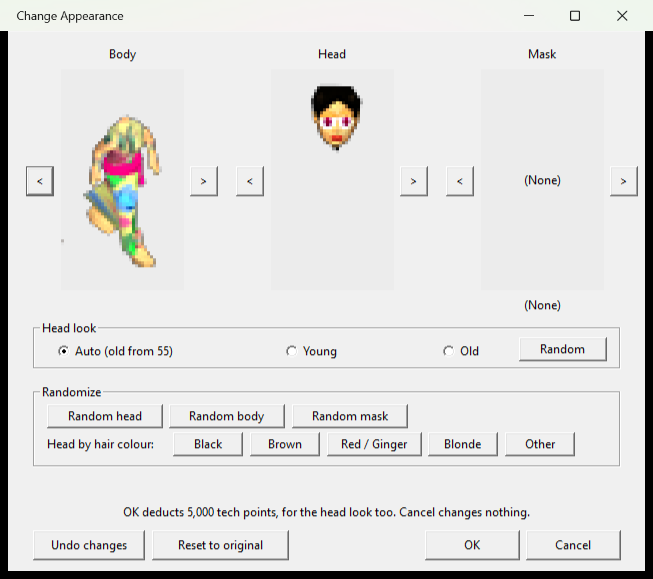 Change Appearance
Body Head Mask
< > < > < (None) >
(None)
Head look
Auto (old from 55) Young Old Random
Randomize
Random head Random body Random mask
Head by hair colour: Black Brown Red / Ginger Blonde Other
OK deducts 5,000 tech points, for the head look too. Cancel changes nothing.
Undo changes Reset to original OK Cancel